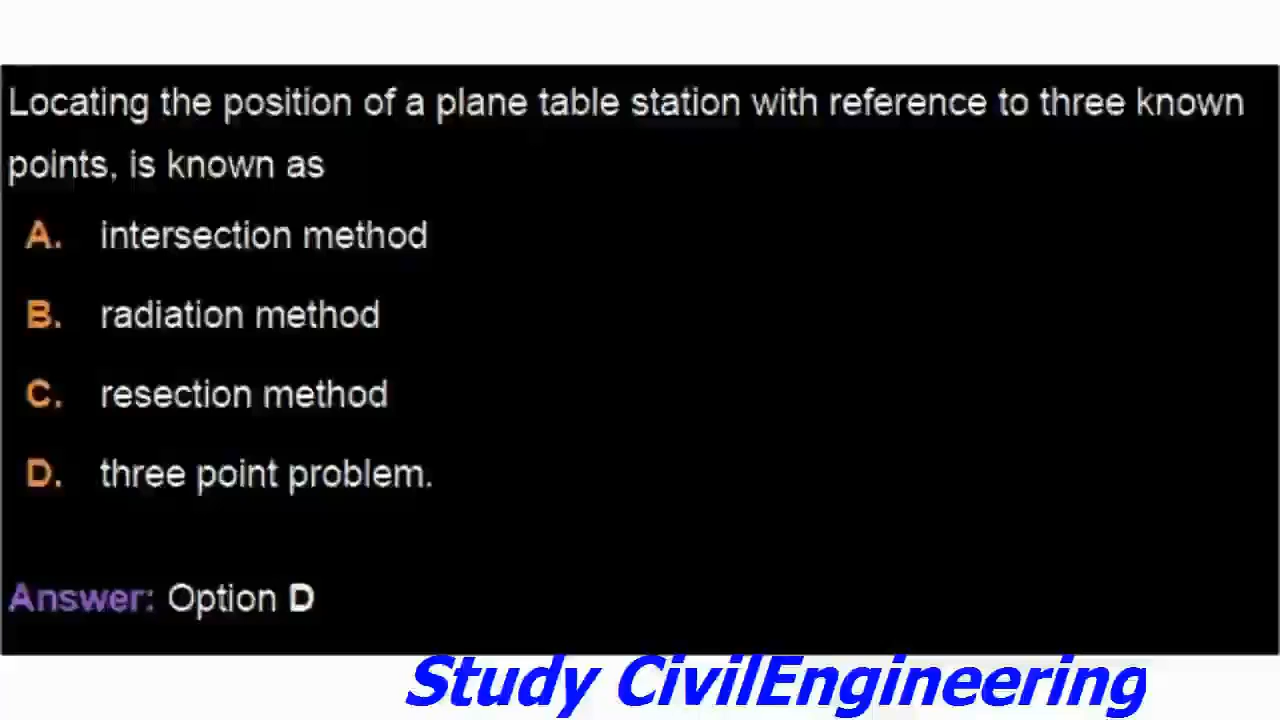 Locating the position of a plane table station with reference to three known
points, is known as
A. intersection method
B. radiation method
C. resection method
D. three point problem.
Answer: Option D
Study CivilEngineering